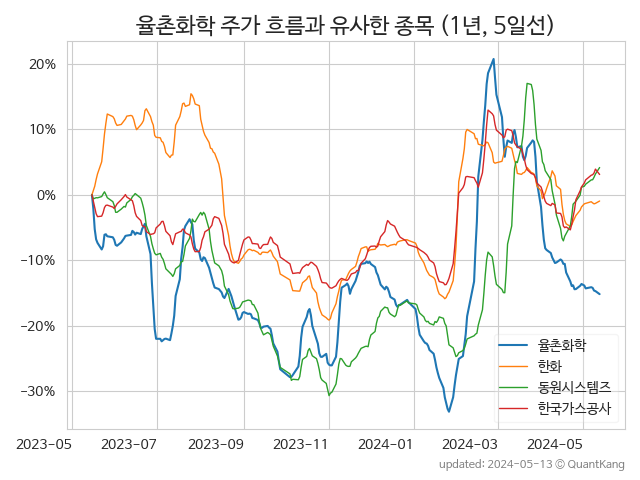 율촌화학 주가 흐름과 유사한 종목 (1년, 5일선)
20%
10%
0%
−10%
−20%
−30%
율촌화학
한화
동원시스템즈
한국가스공사
2023-05 2023-07 2023-09 2023-11 2024-01 2024-03 2024-05
updated: 2024-05-13 © QuantKang